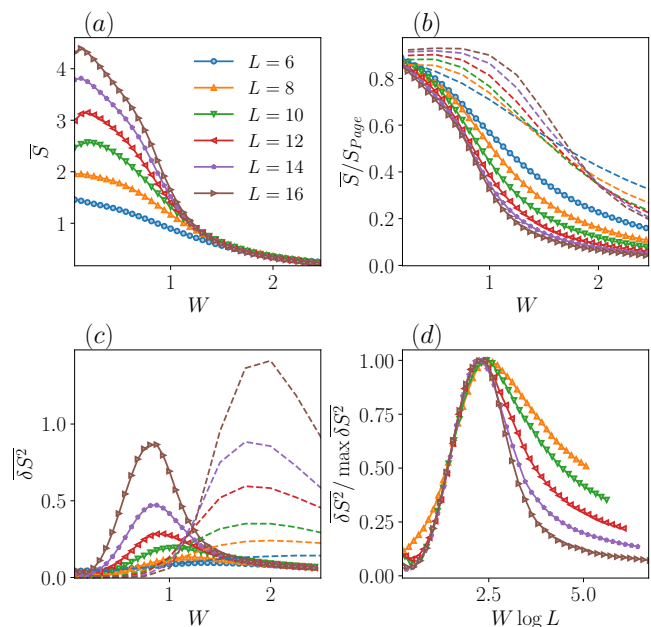 (a)
4
3
2
1
S̅
1
2
W
L = 6
L = 8
L = 10
L = 12
L = 14
L = 16
(b)
0.8
0.6
0.4
0.2
0.0
S̅/S_Page
1
2
W
(c)
1.0
0.5
0.0
δS²
1
2
W
(d)
1.00
0.75
0.50
0.25
0.00
δS²/ max δS²
2.5
5.0
W log L